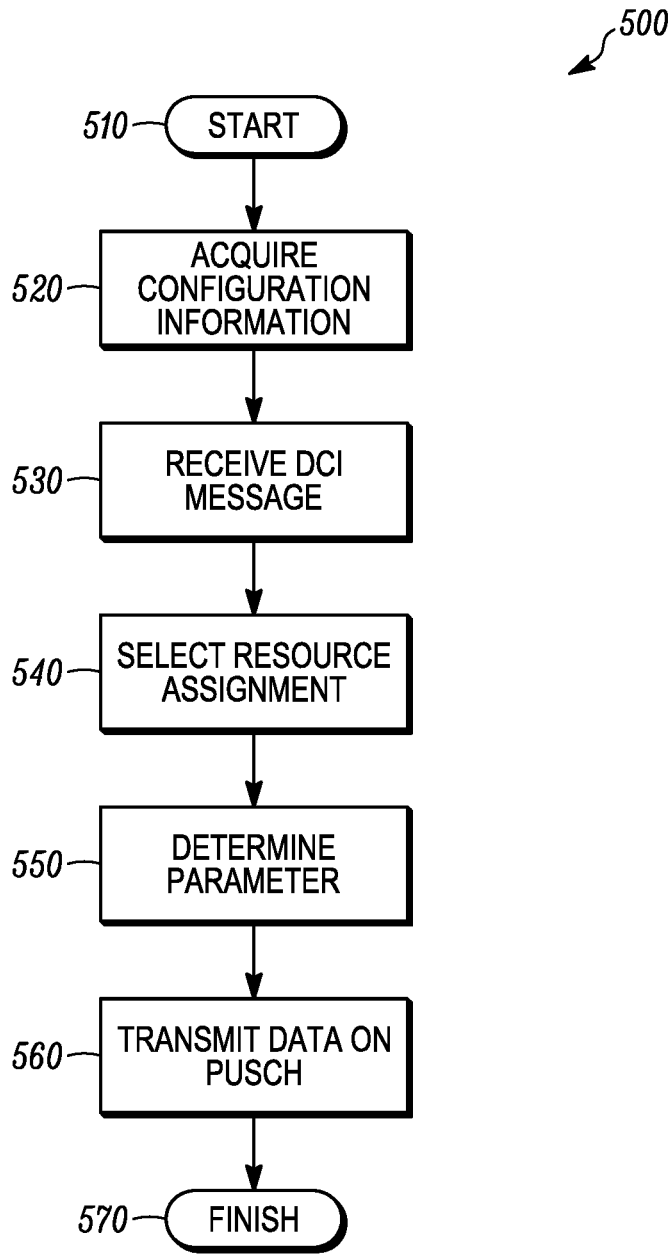 500
510
START
520
ACQUIRE
CONFIGURATION
INFORMATION
530
RECEIVE DCI
MESSAGE
540
SELECT RESOURCE
ASSIGNMENT
550
DETERMINE
PARAMETER
560
TRANSMIT DATA ON
PUSCH
570
FINISH